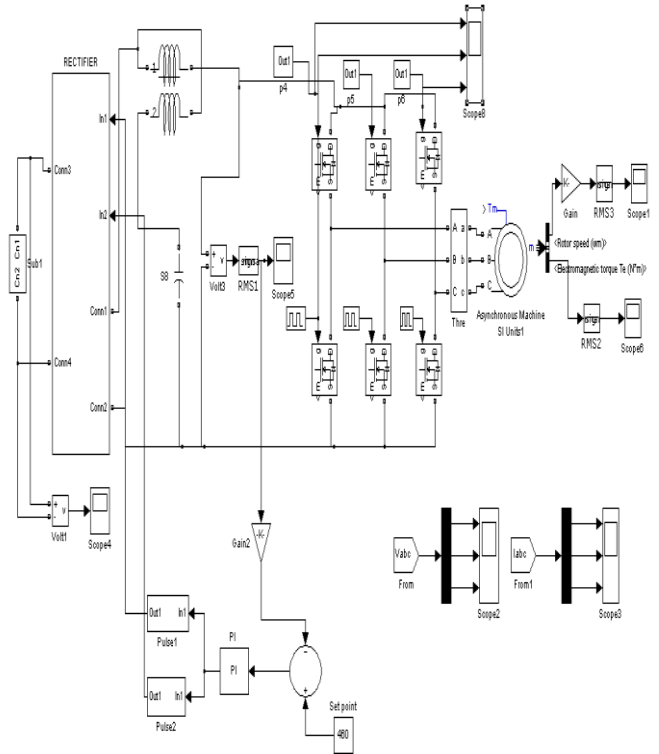 Scope8
RECTIFIER
1
2
Out1
p4
Out1
p5
Out1
p6
In1
Conn3
In2
Conn1
Conn4
Conn2
Cn2 Cn1
Sub1
S8
+
-
v
Volt3
RMS1
Scope5
E
E
E
E
E
E
A a
B b
C c
Thre
Tm
A
B
C
m
Asynchronous Machine
SI Units1
-K-
Gain
RMS3
Scope1
<Rotor speed (wm)>
<Electromagnetic torque Te (N*m)>
RMS2
Scope6
+
-
v
Volt1
Scope4
-K-
Gain2
Vabc
From
Scope2
Iabc
From1
Scope3
Out1 In1
Pulse1
PI
PI
Out1 In1
Pulse2
−
+
Set point
460